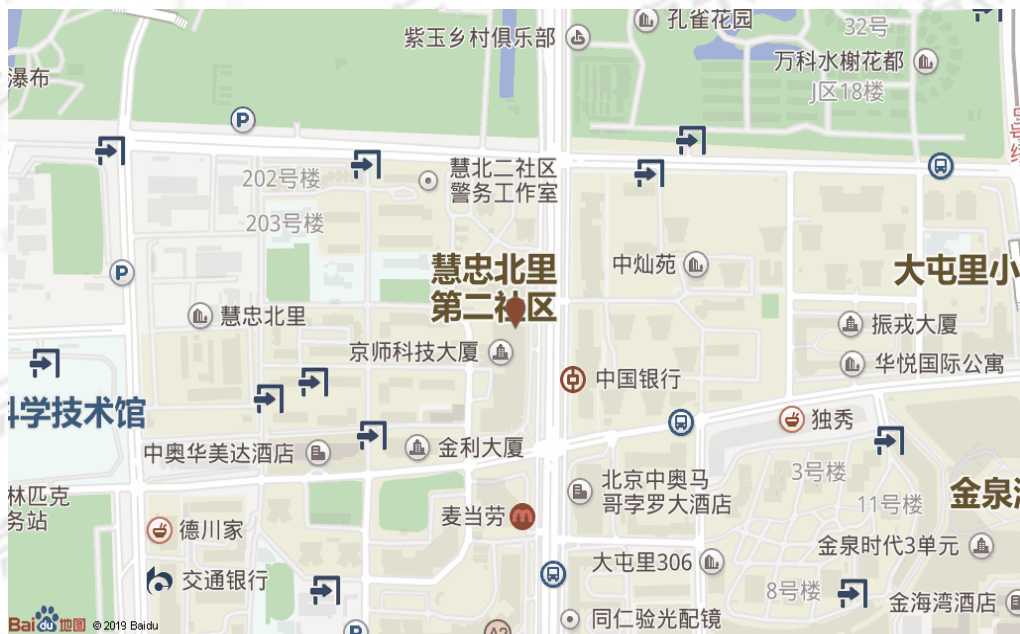 孔雀花园
32号
紫玉乡村俱乐部
万科水榭花都
瀑布
J区18楼
P
慧北二社区
警务工作室
202号楼
203号楼
慧忠北里
第二社区
中灿苑
大屯里小
P
慧忠北里
振戎大厦
京师科技大厦
华悦国际公寓
中国银行
科学技术馆
独秀
金利大厦
中奥华美达酒店
3号楼
北京中奥马
哥孛罗大酒店
林匹克
务站
11号楼
金泉
麦当劳
德川家
金泉时代3单元
大屯里306
交通银行
8号楼
金海湾酒店
同仁验光配镜
P
Baidu地图 © 2019 Baidu